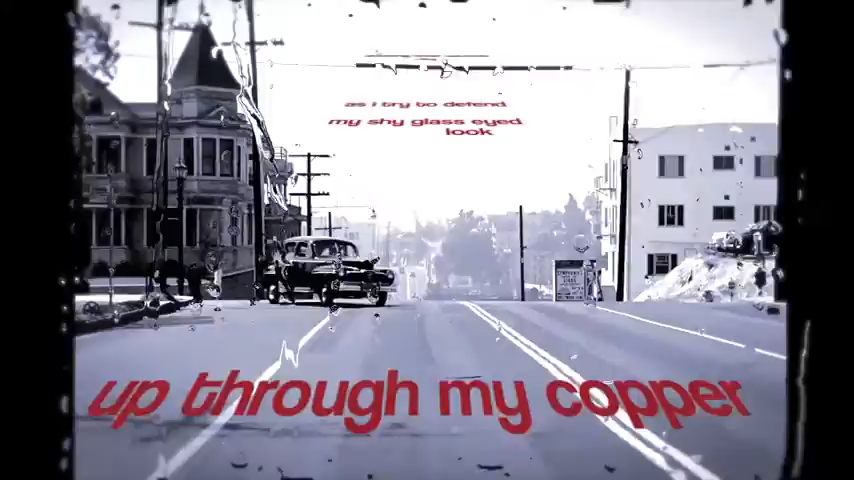 as i try to defend
my shy glass eyed
look
up through my copper